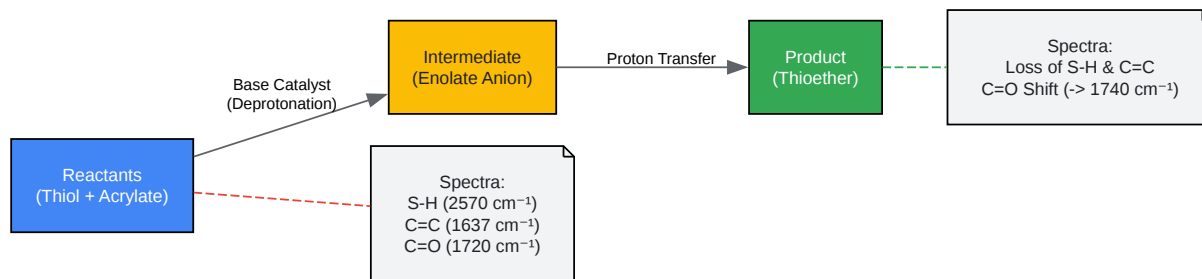 Reactants
(Thiol + Acrylate)
Base Catalyst
(Deprotonation)
Intermediate
(Enolate Anion)
Proton Transfer
Product
(Thioether)
Spectra:
S-H (2570 cm⁻¹)
C=C (1637 cm⁻¹)
C=O (1720 cm⁻¹)
Spectra:
Loss of S-H & C=C
C=O Shift (-> 1740 cm⁻¹)